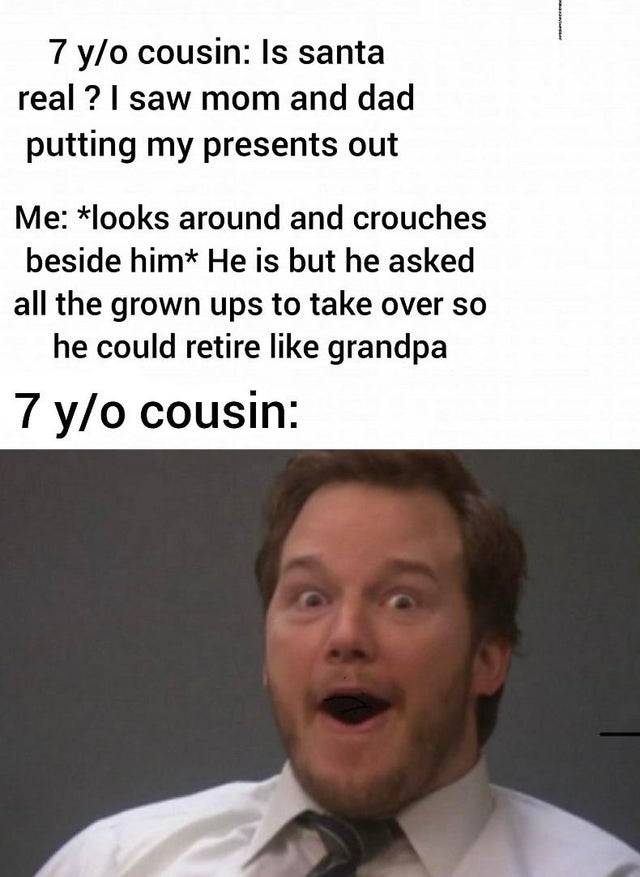 7 y/o cousin: Is santa
real ? I saw mom and dad
putting my presents out
Me: *looks around and crouches
beside him* He is but he asked
all the grown ups to take over so
he could retire like grandpa
7 y/o cousin: